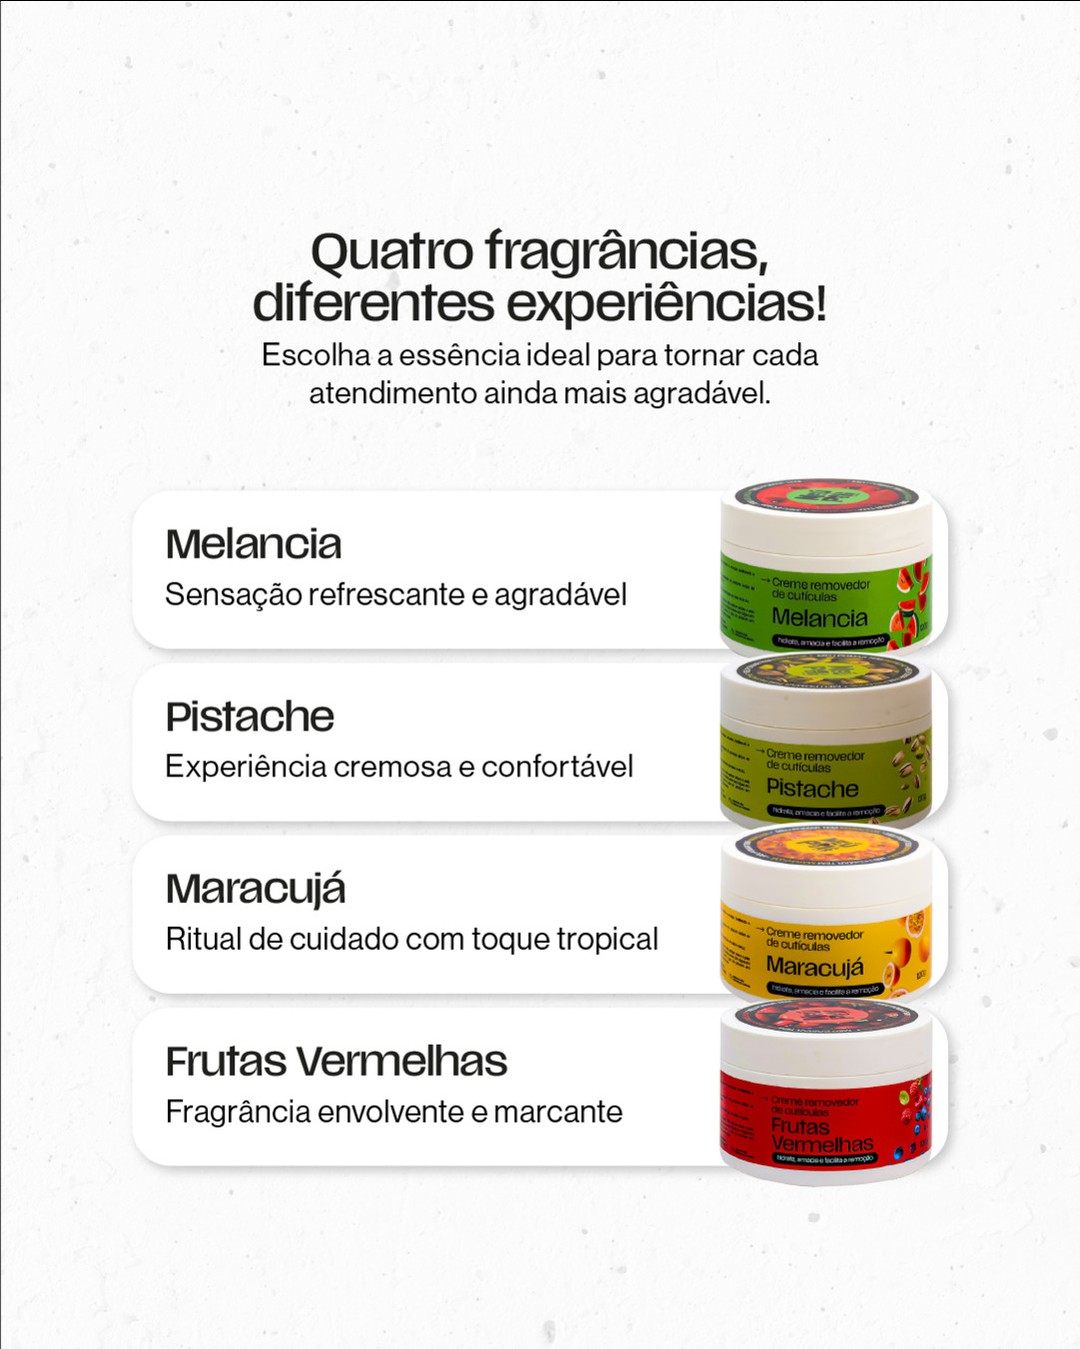 Quatro fragrâncias,
diferentes experiências!
Escolha a essência ideal para tornar cada
atendimento ainda mais agradável.
Melancia
Sensação refrescante e agradável
→ Creme removedor
de cutículas
Melancia
hidrata, amacia e facilita a remoção
120g
Pistache
Experiência cremosa e confortável
→ Creme removedor
de cutículas
Pistache
hidrata, amacia e facilita a remoção
120g
Maracujá
Ritual de cuidado com toque tropical
→ Creme removedor
de cutículas
Maracujá
hidrata, amacia e facilita a remoção
120g
Frutas Vermelhas
Fragrância envolvente e marcante
→ Creme removedor
de cutículas
Frutas
Vermelhas
hidrata, amacia e facilita a remoção